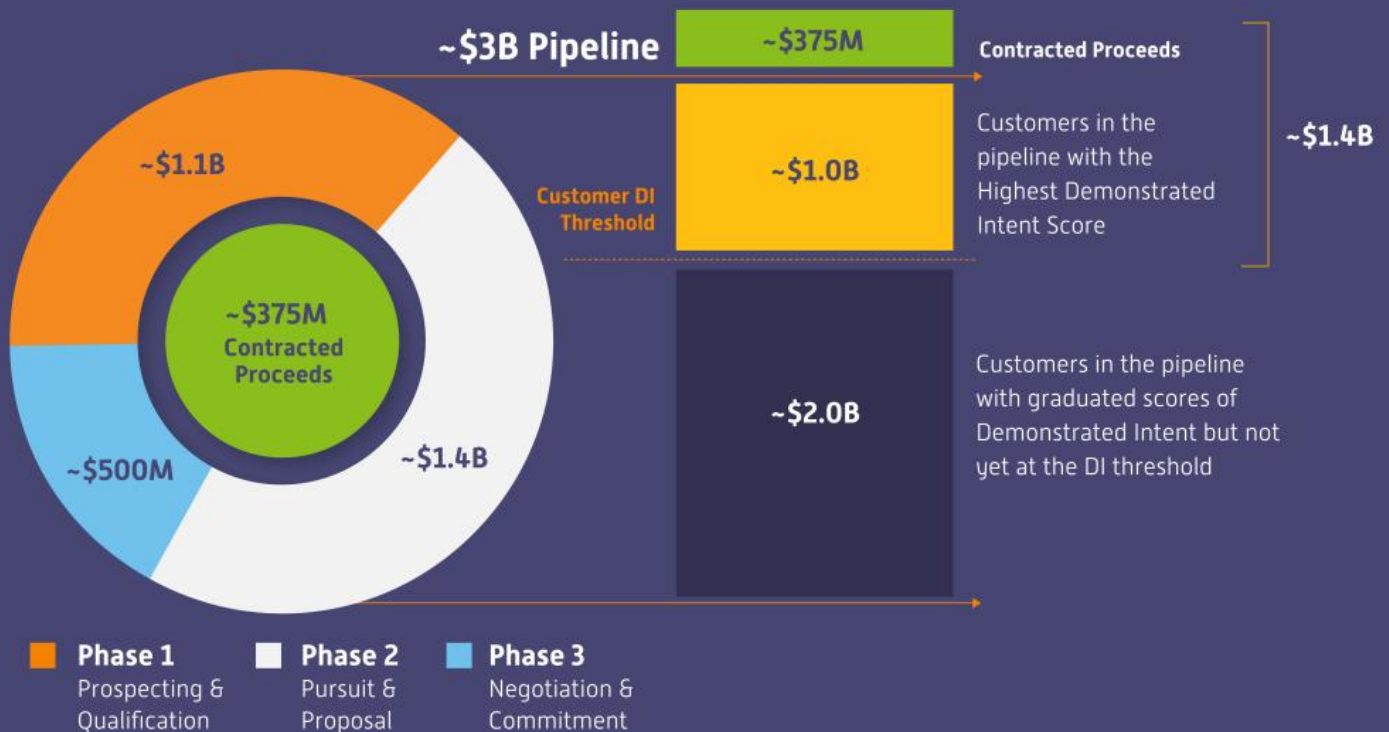 ~$3B Pipeline
~$375M
Contracted Proceeds
~$1.1B
Customers in the
pipeline with the
Highest Demonstrated
Intent Score
~$1.0B
~$1.4B
Customer DI
Threshold
~$375M
Contracted
Proceeds
~$500M
~$1.4B
~$2.0B
Customers in the pipeline
with graduated scores of
Demonstrated Intent but not
yet at the DI threshold
Phase 1
Prospecting &
Qualification
Phase 2
Pursuit &
Proposal
Phase 3
Negotiation &
Commitment